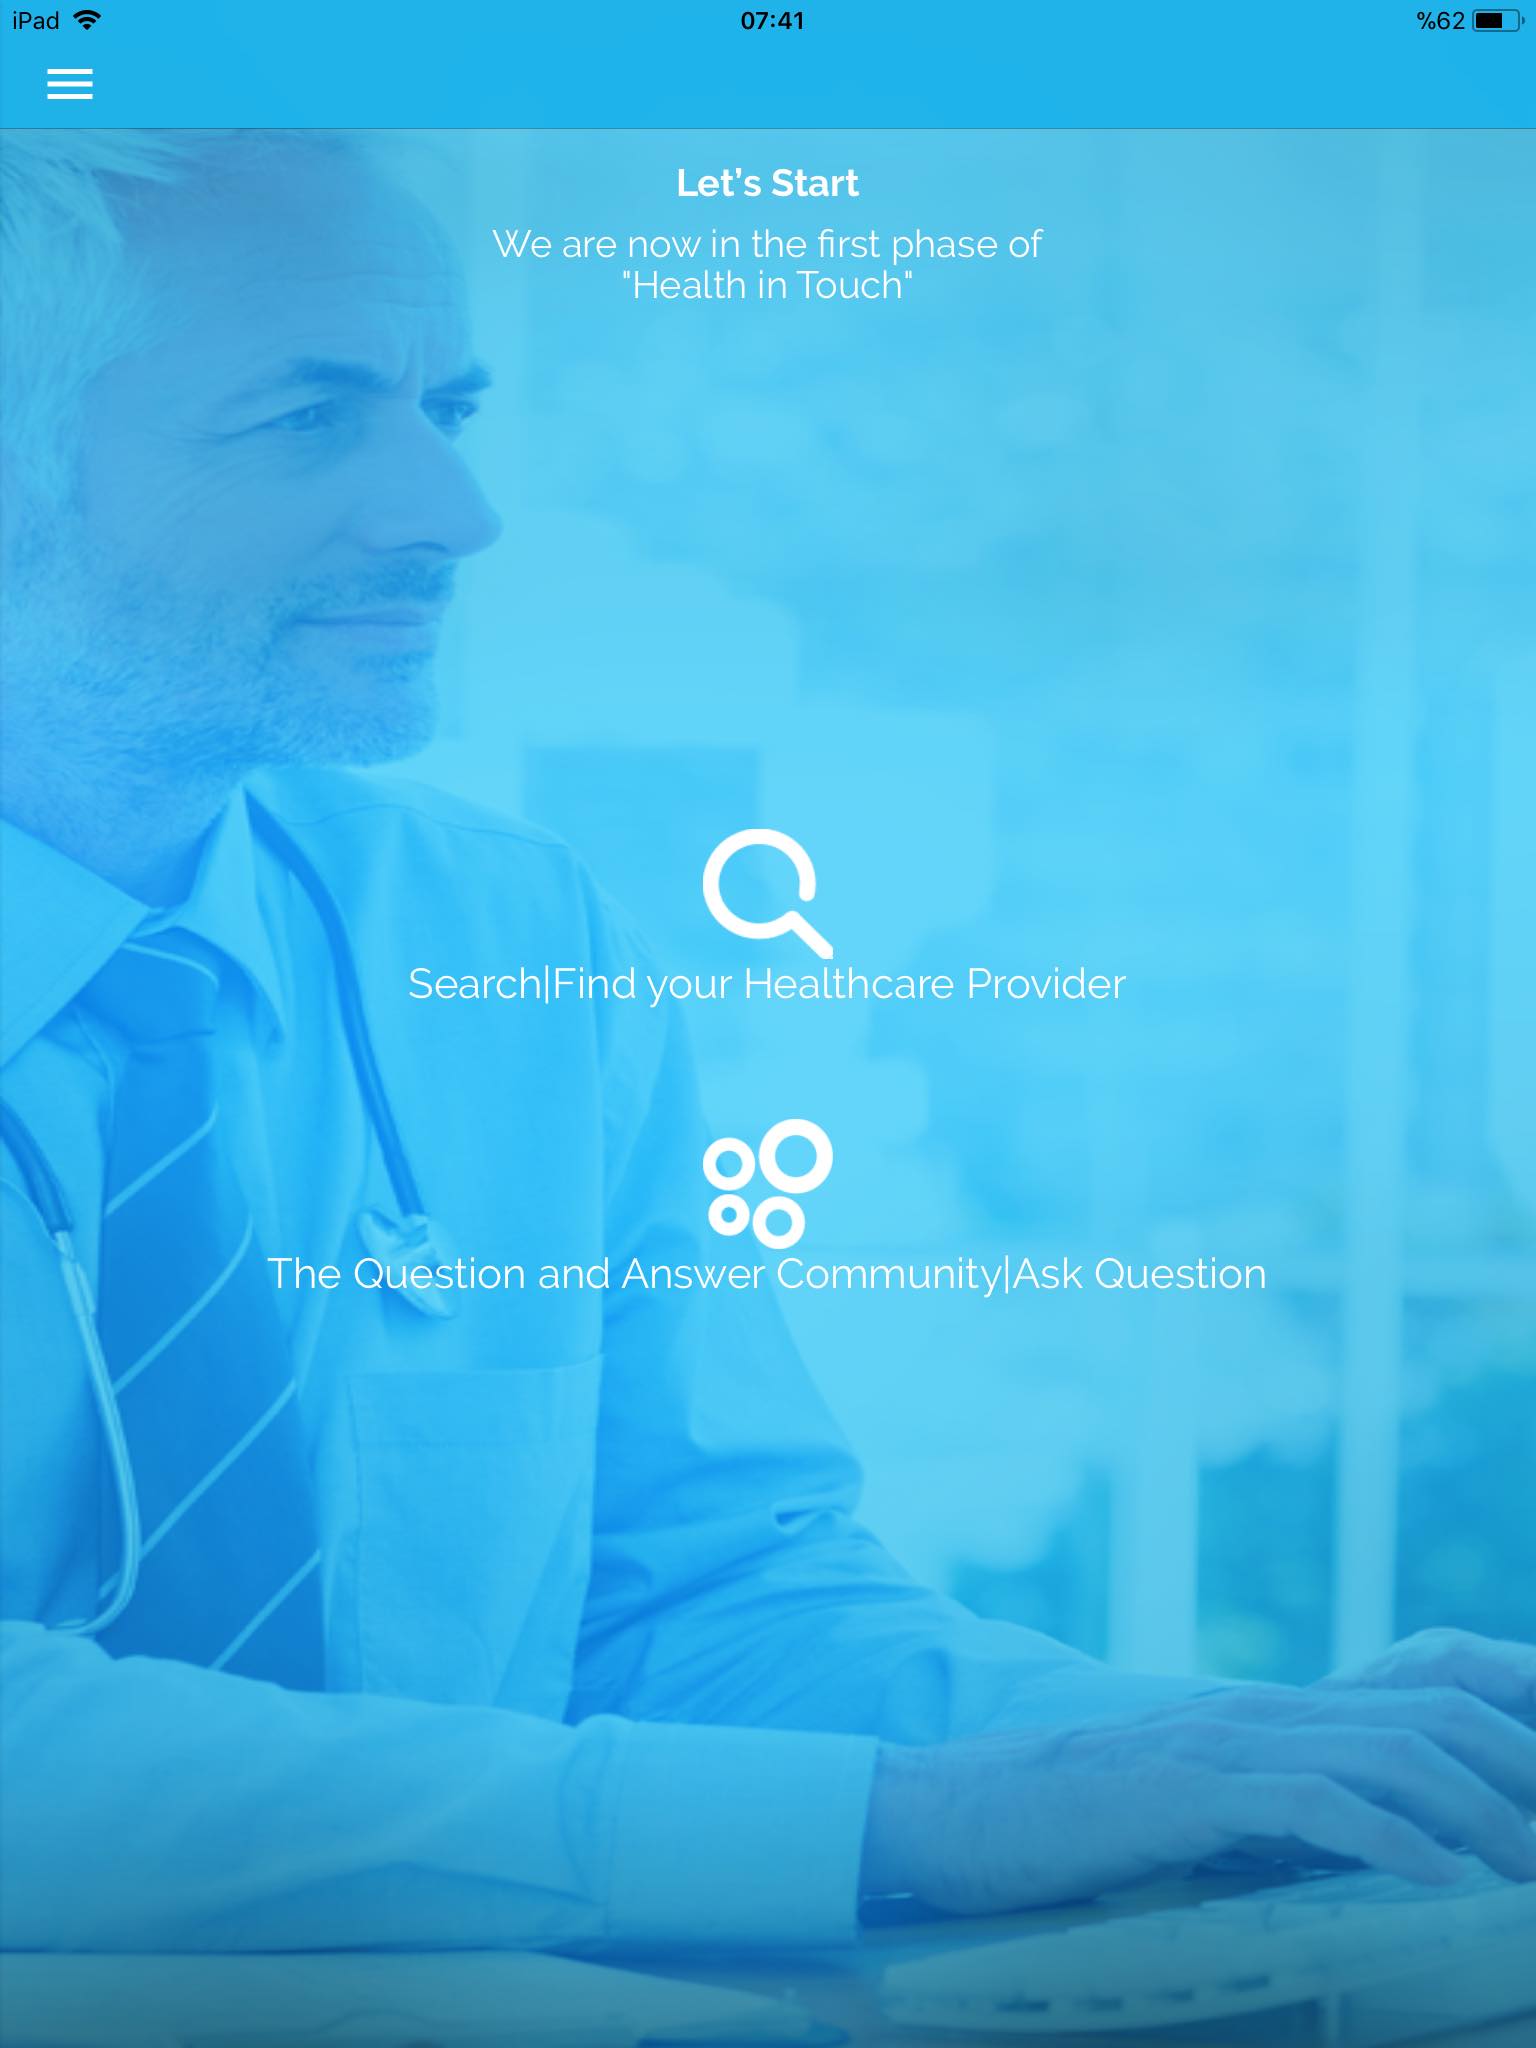 iPad
07:41
%62
Let's Start
We are now in the first phase of
"Health in Touch"
Search|Find your Healthcare Provider
The Question and Answer Community|Ask Question